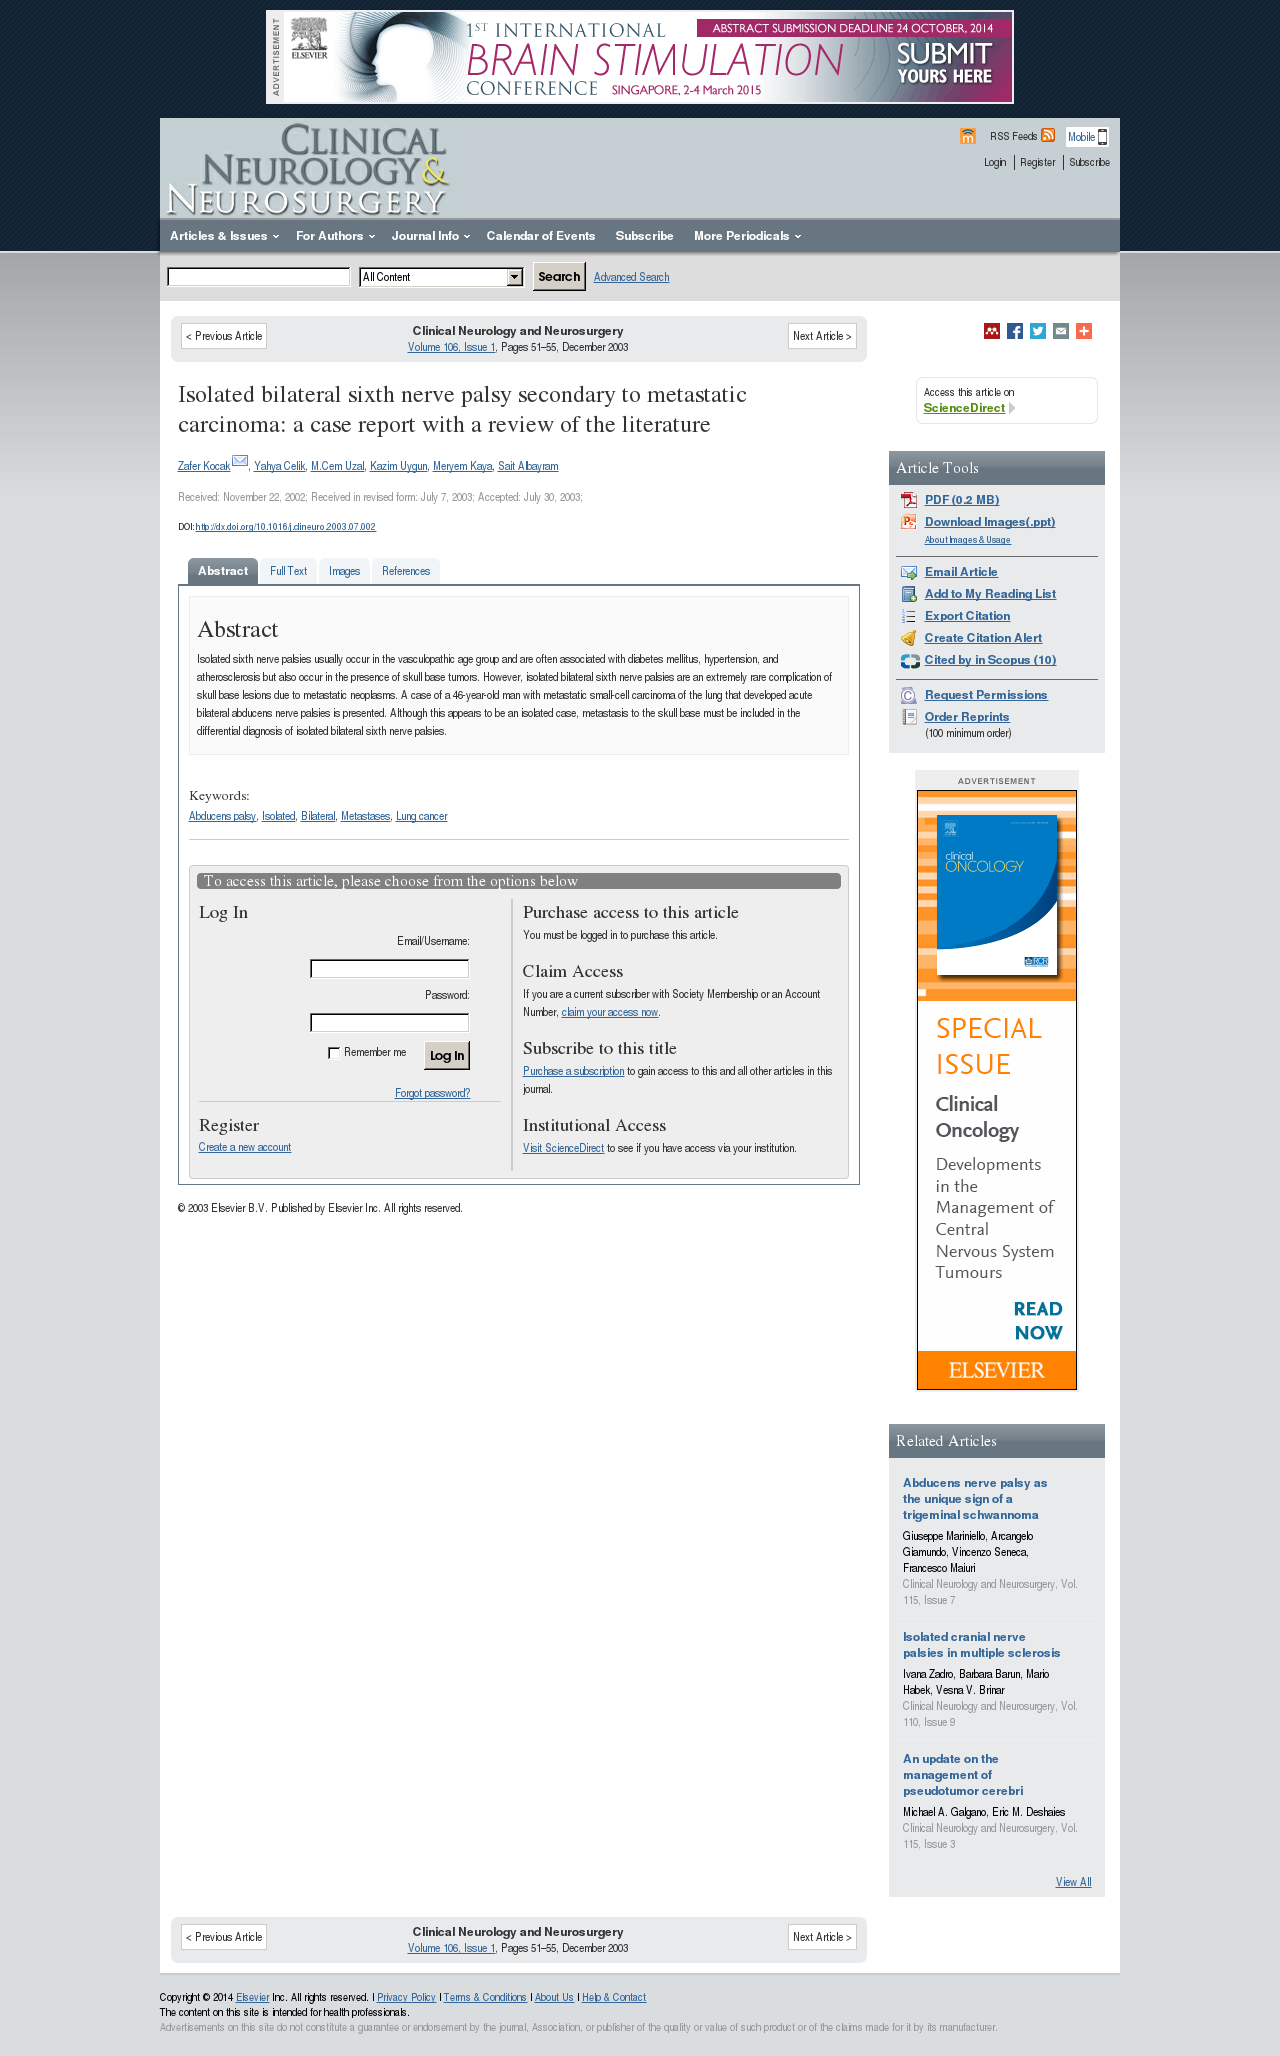 ADVERTISEMENT
ELSEVIER
1ST INTERNATIONAL
BRAIN STIMULATION
CONFERENCE SINGAPORE, 2-4 March 2015
ABSTRACT SUBMISSION DEADLINE 24 OCTOBER, 2014
SUBMIT
YOURS HERE
CLINICAL
NEUROLOGY&
NEUROSURGERY
RSS Feeds Mobile
Login Register Subscribe
Articles & Issues For Authors Journal Info Calendar of Events Subscribe More Periodicals
All Content Search Advanced Search
< Previous Article
Clinical Neurology and Neurosurgery
Volume 106, Issue 1, Pages 51–55, December 2003
Next Article >
Isolated bilateral sixth nerve palsy secondary to metastatic
carcinoma: a case report with a review of the literature
Zafer Kocak, Yahya Celik, M.Cem Uzal, Kazim Uygun, Meryem Kaya, Sait Albayram
Received: November 22, 2002; Received in revised form: July 7, 2003; Accepted: July 30, 2003;
DOI: http://dx.doi.org/10.1016/j.clineuro.2003.07.002
Abstract Full Text Images References
Abstract
Isolated sixth nerve palsies usually occur in the vasculopathic age group and are often associated with diabetes mellitus, hypertension, and
atherosclerosis but also occur in the presence of skull base tumors. However, isolated bilateral sixth nerve palsies are an extremely rare complication of
skull base lesions due to metastatic neoplasms. A case of a 46-year-old man with metastatic small-cell carcinoma of the lung that developed acute
bilateral abducens nerve palsies is presented. Although this appears to be an isolated case, metastasis to the skull base must be included in the
differential diagnosis of isolated bilateral sixth nerve palsies.
Keywords:
Abducens palsy, Isolated, Bilateral, Metastases, Lung cancer
To access this article, please choose from the options below
Log In
Email/Username:
Password:
Remember me Log In
Forgot password?
Register
Create a new account
Purchase access to this article
You must be logged in to purchase this article.
Claim Access
If you are a current subscriber with Society Membership or an Account
Number, claim your access now.
Subscribe to this title
Purchase a subscription to gain access to this and all other articles in this
journal.
Institutional Access
Visit ScienceDirect to see if you have access via your institution.
© 2003 Elsevier B.V. Published by Elsevier Inc. All rights reserved.
Access this article on
ScienceDirect
Article Tools
PDF (0.2 MB)
Download Images(.ppt)
About Images & Usage
Email Article
Add to My Reading List
Export Citation
Create Citation Alert
Cited by in Scopus (10)
Request Permissions
Order Reprints
(100 minimum order)
ADVERTISEMENT
clinical
ONCOLOGY
RCR
SPECIAL
ISSUE
Clinical
Oncology
Developments
in the
Management of
Central
Nervous System
Tumours
READ
NOW
ELSEVIER
Related Articles
Abducens nerve palsy as
the unique sign of a
trigeminal schwannoma
Giuseppe Mariniello, Arcangelo
Giamundo, Vincenzo Seneca,
Francesco Maiuri
Clinical Neurology and Neurosurgery, Vol.
115, Issue 7
Isolated cranial nerve
palsies in multiple sclerosis
Ivana Zadro, Barbara Barun, Mario
Habek, Vesna V. Brinar
Clinical Neurology and Neurosurgery, Vol.
110, Issue 9
An update on the
management of
pseudotumor cerebri
Michael A. Galgano, Eric M. Deshaies
Clinical Neurology and Neurosurgery, Vol.
115, Issue 3
View All
< Previous Article
Clinical Neurology and Neurosurgery
Volume 106, Issue 1, Pages 51–55, December 2003
Next Article >
Copyright © 2014 Elsevier Inc. All rights reserved. | Privacy Policy | Terms & Conditions | About Us | Help & Contact
The content on this site is intended for health professionals.
Advertisements on this site do not constitute a guarantee or endorsement by the journal, Association, or publisher of the quality or value of such product or of the claims made for it by its manufacturer.